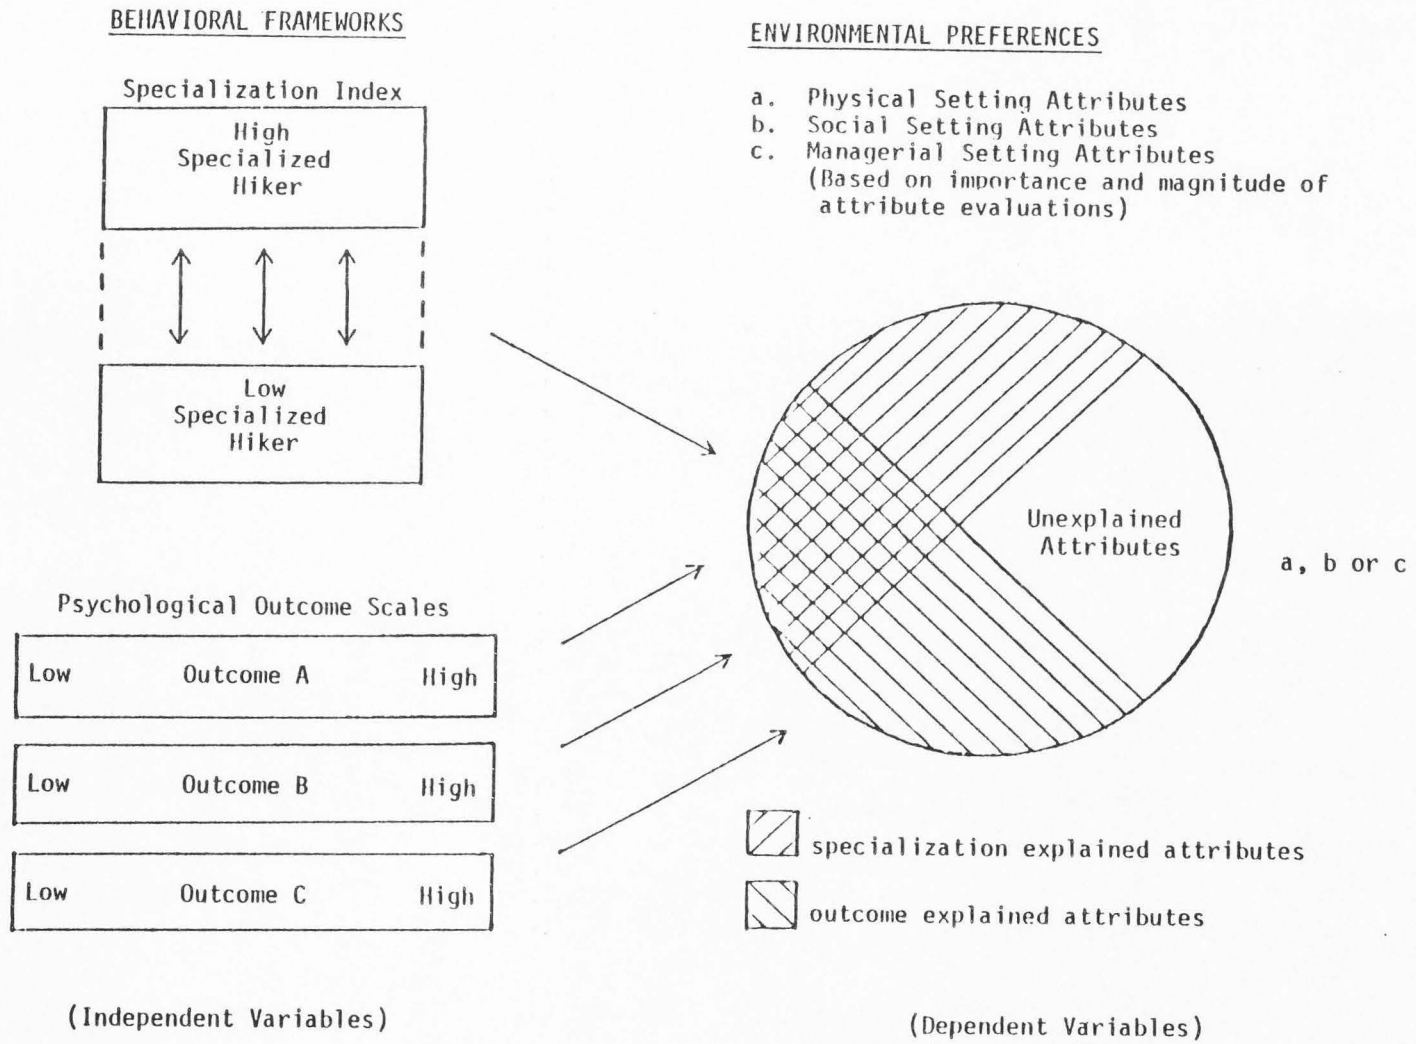 BEHAVIORAL FRAMEWORKS
Specialization Index
High
Specialized
Hiker
Low
Specialized
Hiker
Psychological Outcome Scales
Low Outcome A High
Low Outcome B High
Low Outcome C High
(Independent Variables)
ENVIRONMENTAL PREFERENCES
a. Physical Setting Attributes
b. Social Setting Attributes
c. Managerial Setting Attributes
(Based on importance and magnitude of
attribute evaluations)
Unexplained
Attributes
a, b or c
specialization explained attributes
outcome explained attributes
(Dependent Variables)